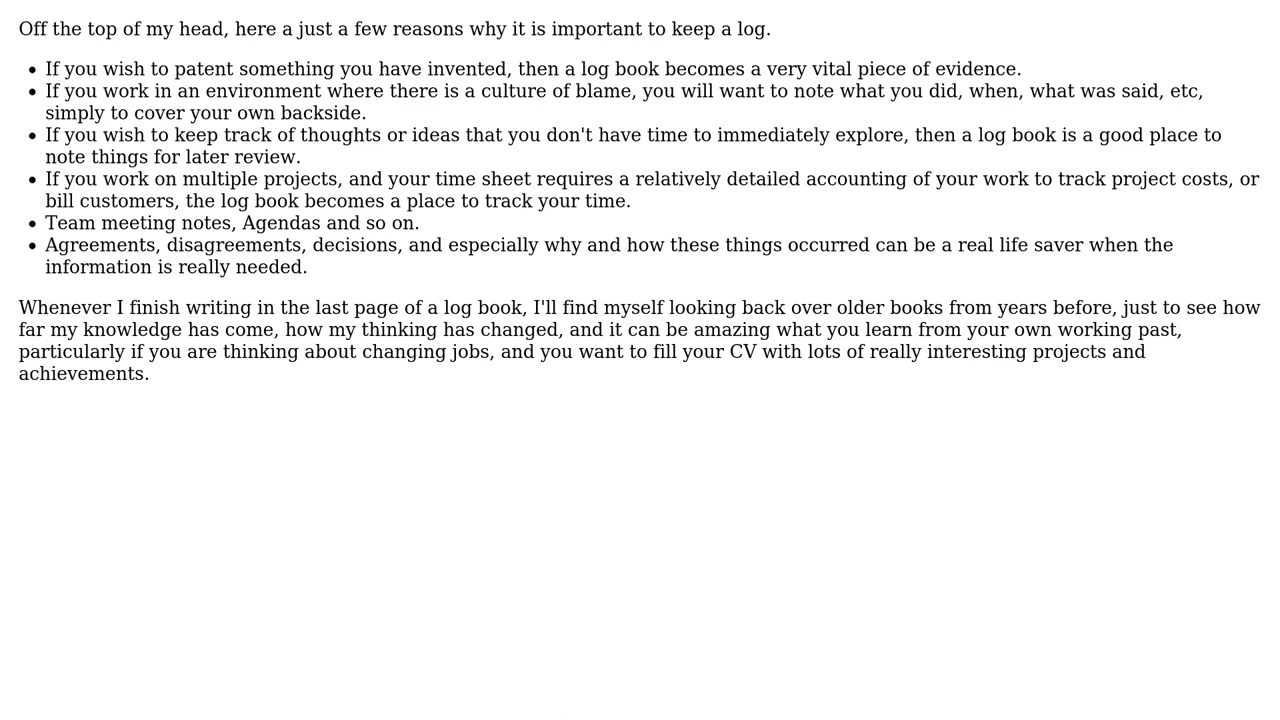 Off the top of my head, here a just a few reasons why it is important to keep a log.
• If you wish to patent something you have invented, then a log book becomes a very vital piece of evidence.
• If you work in an environment where there is a culture of blame, you will want to note what you did, when, what was said, etc,
simply to cover your own backside.
• If you wish to keep track of thoughts or ideas that you don't have time to immediately explore, then a log book is a good place to
note things for later review.
• If you work on multiple projects, and your time sheet requires a relatively detailed accounting of your work to track project costs, or
bill customers, the log book becomes a place to track your time.
• Team meeting notes, Agendas and so on.
• Agreements, disagreements, decisions, and especially why and how these things occurred can be a real life saver when the
information is really needed.
Whenever I finish writing in the last page of a log book, I'll find myself looking back over older books from years before, just to see how
far my knowledge has come, how my thinking has changed, and it can be amazing what you learn from your own working past,
particularly if you are thinking about changing jobs, and you want to fill your CV with lots of really interesting projects and
achievements.